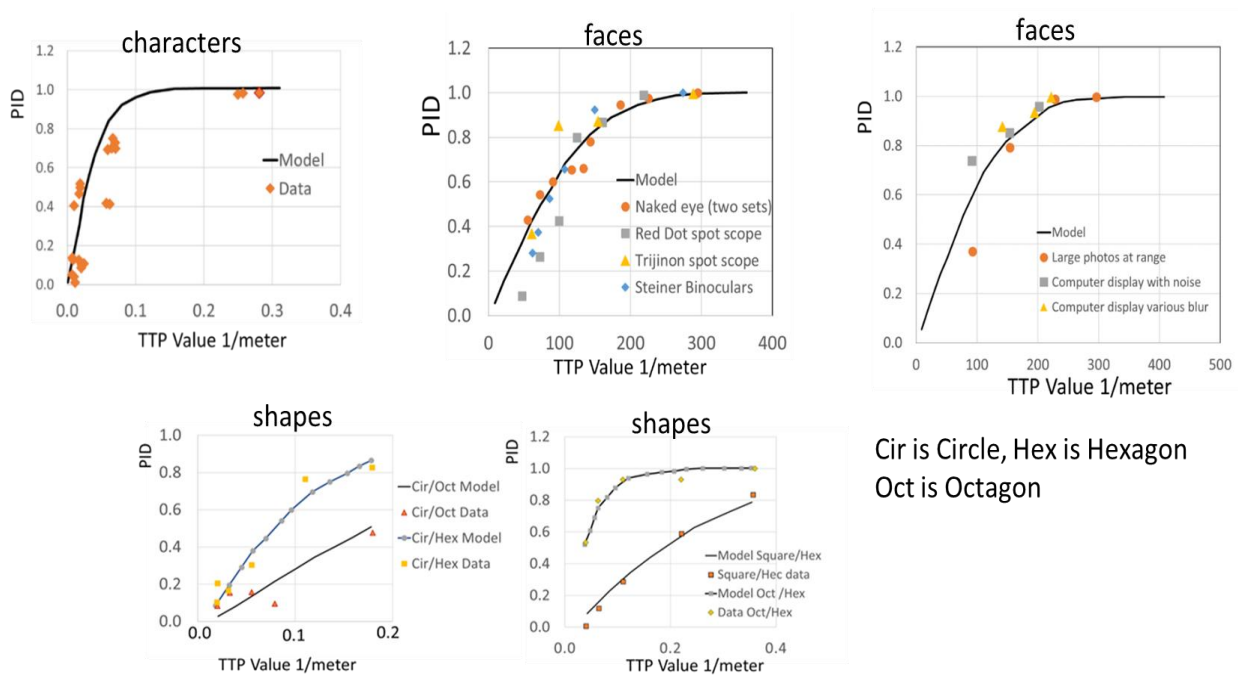 characters
PID
1.2
1.0
0.8
0.6
0.4
0.2
0.0
Model
Data
0.0 0.1 0.2 0.3 0.4
TTP Value 1/meter
faces
PID
1.2
1.0
0.8
0.6
0.4
0.2
0.0
Model
Naked eye (two sets)
Red Dot spot scope
Trijinon spot scope
Steiner Binoculars
0 100 200 300 400
TTP Value 1/meter
faces
PID
1.2
1.0
0.8
0.6
0.4
0.2
0.0
Model
Large photos at range
Computer display with noise
Computer display various blur
0 100 200 300 400 500
TTP Value 1/meter
shapes
PID
1.0
0.8
0.6
0.4
0.2
0.0
Cir/Oct Model
Cir/Oct Data
Cir/Hex Model
Cir/Hex Data
0.0 0.1 0.2
TTP Value 1/meter
shapes
PID
1.2
1.0
0.8
0.6
0.4
0.2
0.0
Model Square/Hex
Square/Hec data
Model Oct /Hex
Data Oct/Hex
0.0 0.2 0.4
TTP Value 1/meter
Cir is Circle, Hex is Hexagon
Oct is Octagon